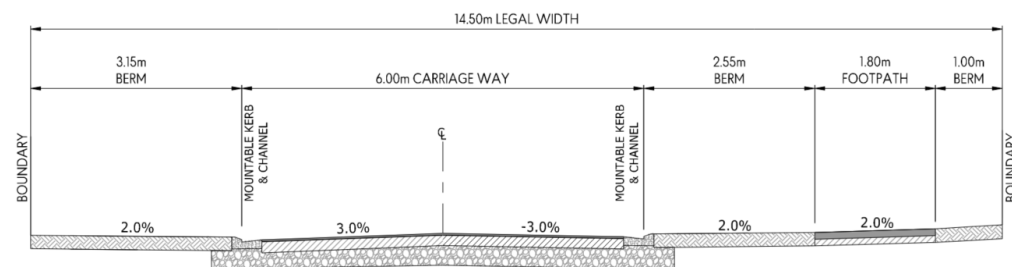 14.50m LEGAL WIDTH
3.15m
BERM
6.00m CARRIAGE WAY
2.55m
BERM
1.80m
FOOTPATH
1.00m
BERM
BOUNDARY
MOUNTABLE KERB
& CHANNEL
℄
MOUNTABLE KERB
& CHANNEL
BOUNDARY
2.0%
3.0%
-3.0%
2.0%
2.0%